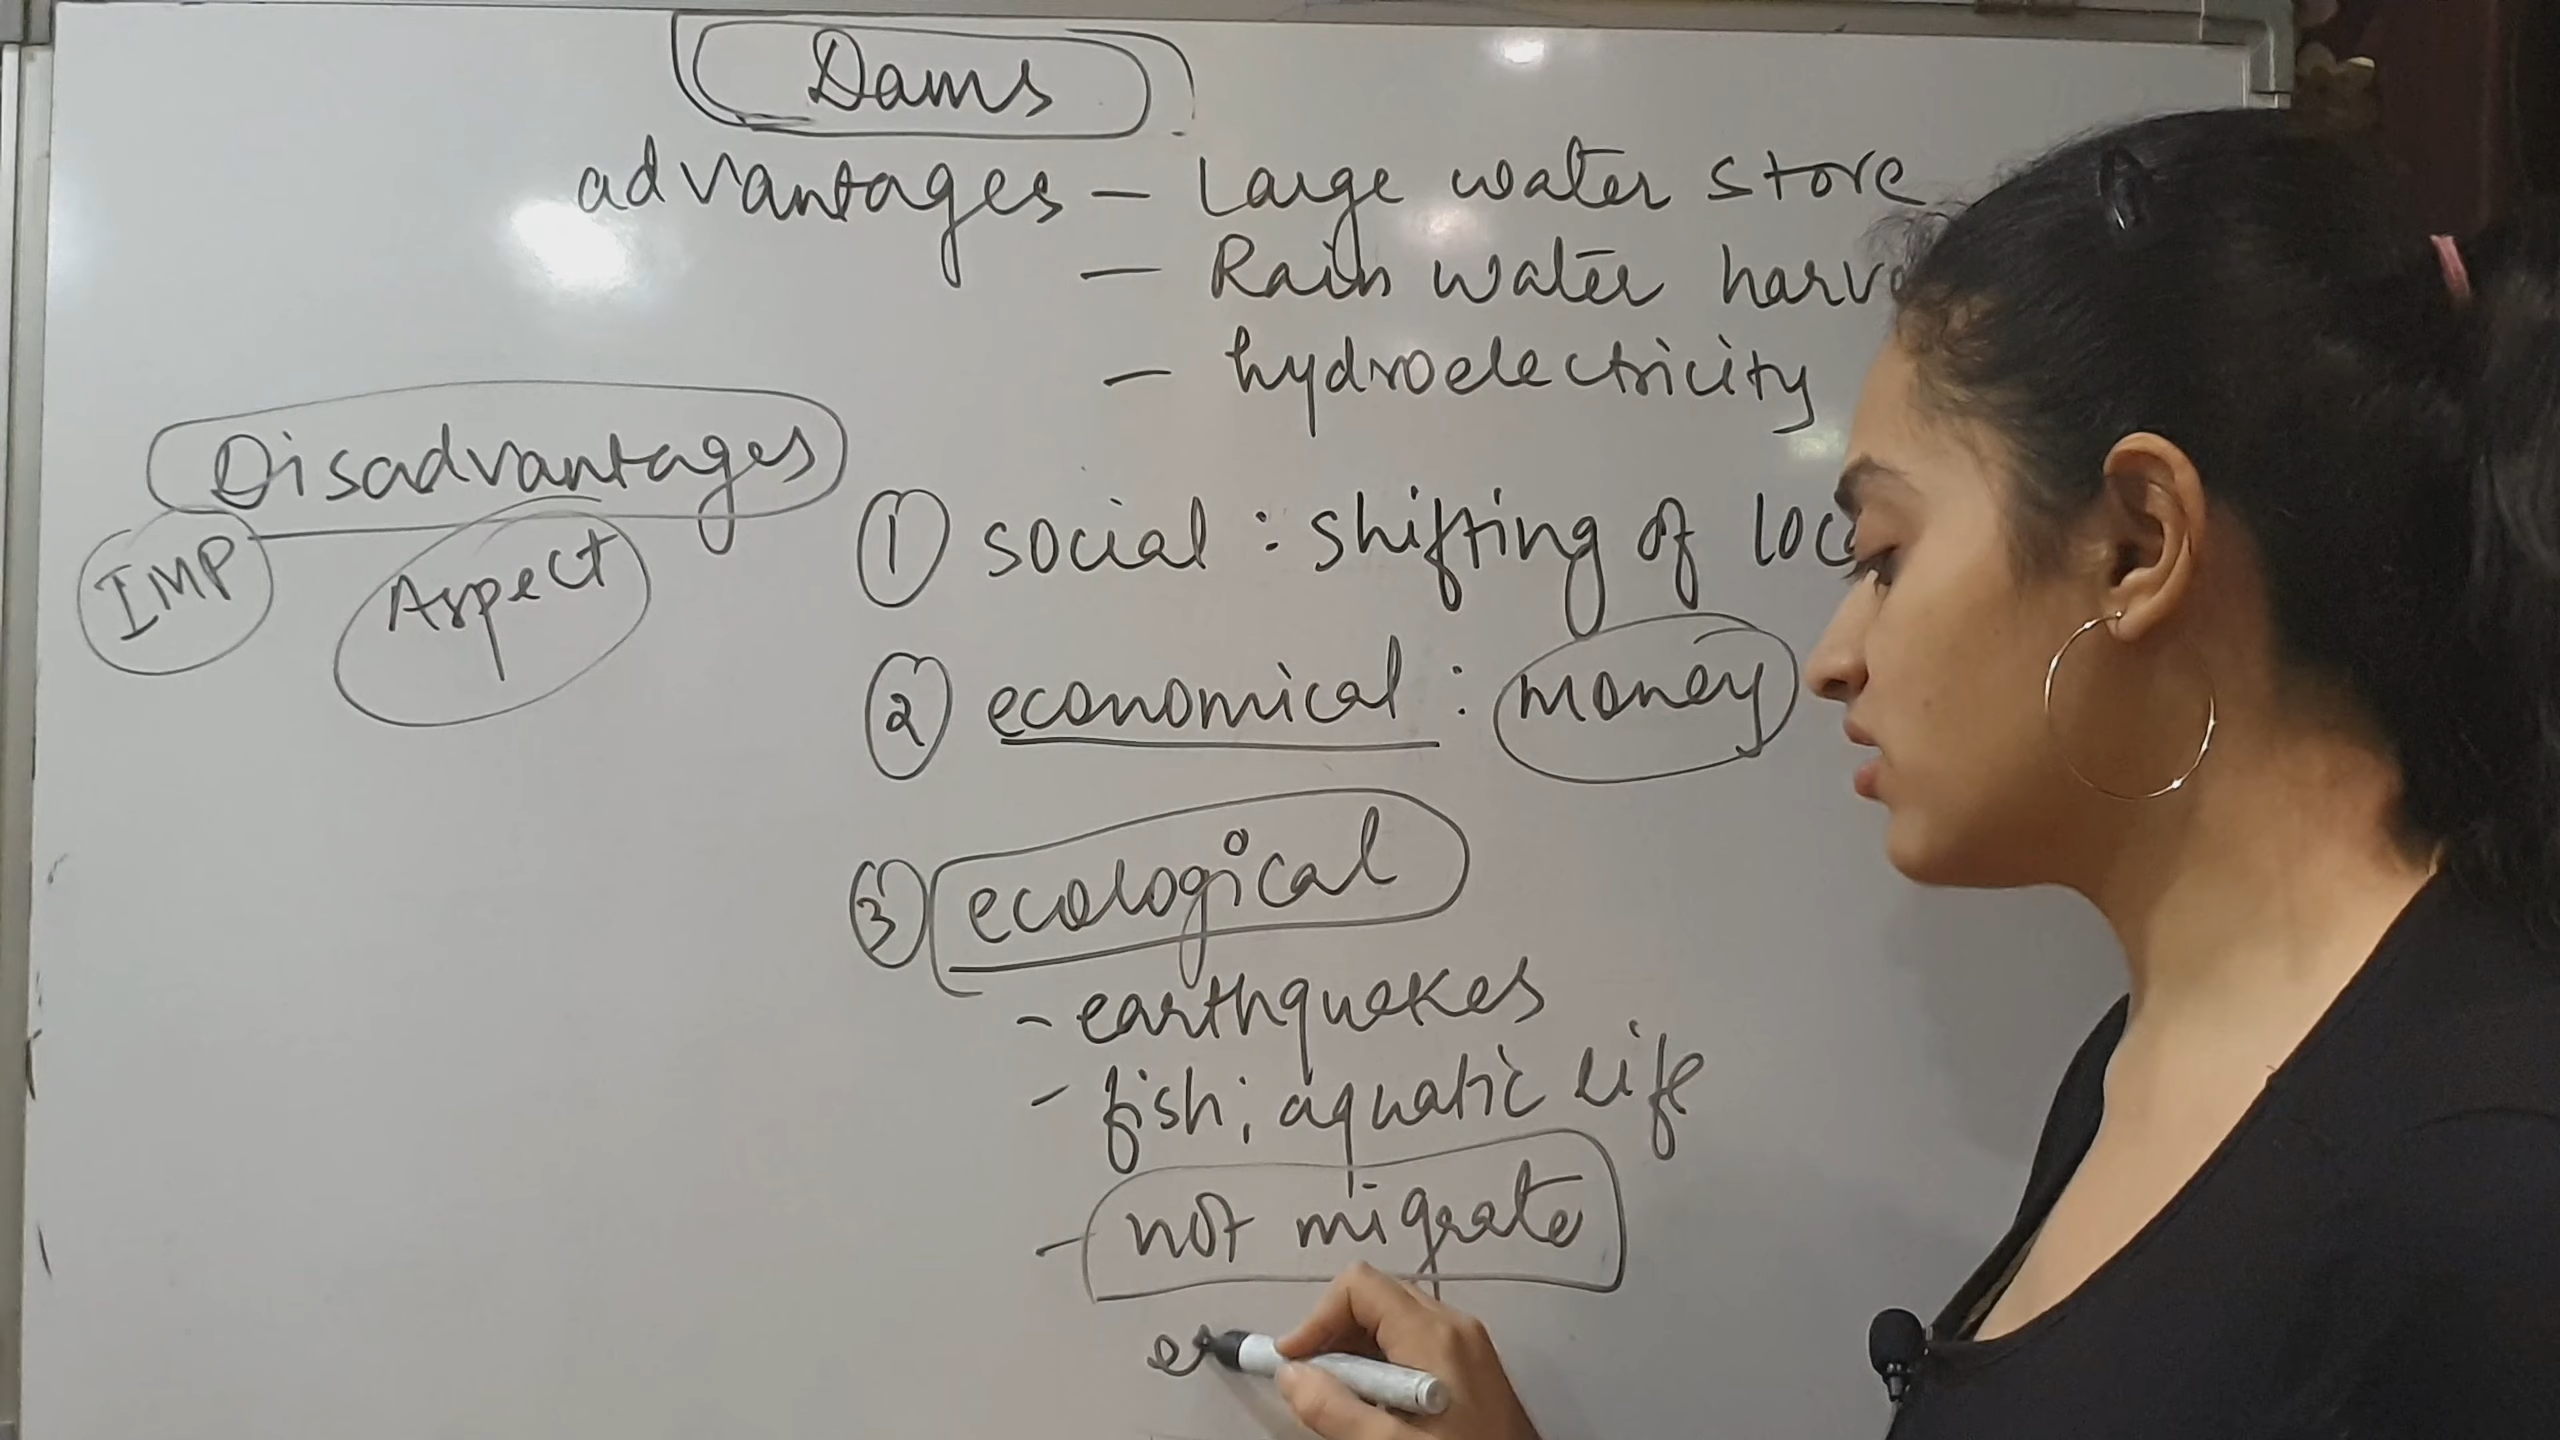 Dams
advantages - Large water store
- Rain water harv
- hydroelectricity
Disadvantages
IMP Aspect
① social : shifting of loc
② economical : money
③ ecological
- earthquakes
- fish; aquatic life
- not migrate